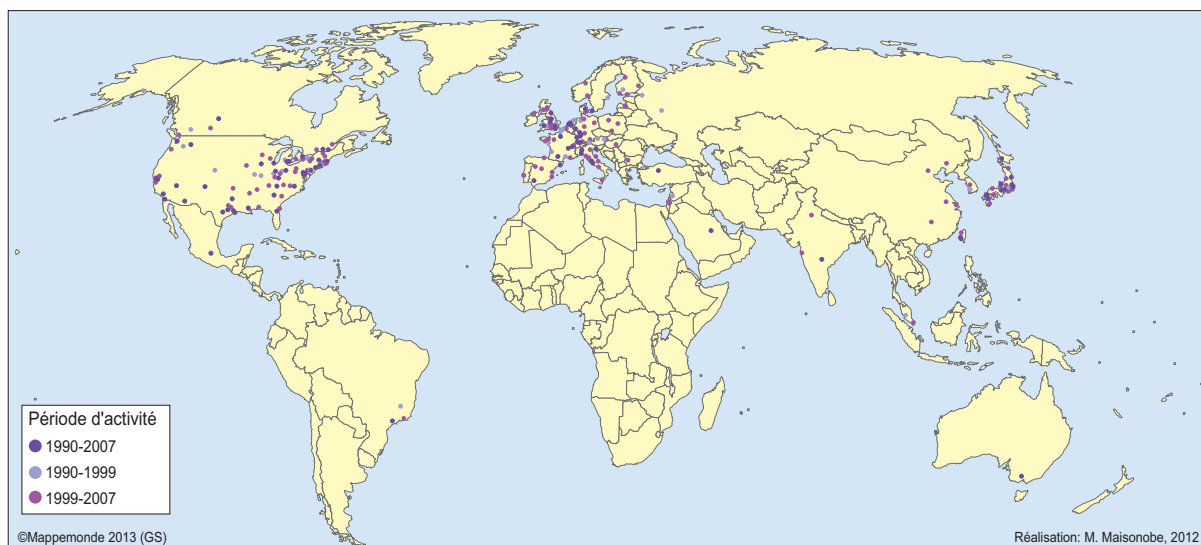 Période d'activité
1990-2007
1990-1999
1999-2007
©Mappemonde 2013 (GS)
Réalisation: M. Maisonobe, 2012